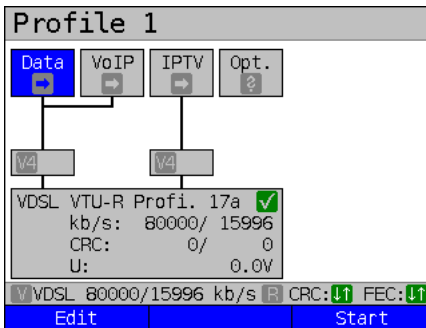 Profile 1
Data VoIP IPTV Opt.
?
V4 V4
VDSL VTU-R Profi. 17a
kb/s: 80000/ 15996
CRC: 0/ 0
U: 0.0V
V VDSL 80000/15996 kb/s R CRC: FEC:
Edit Start